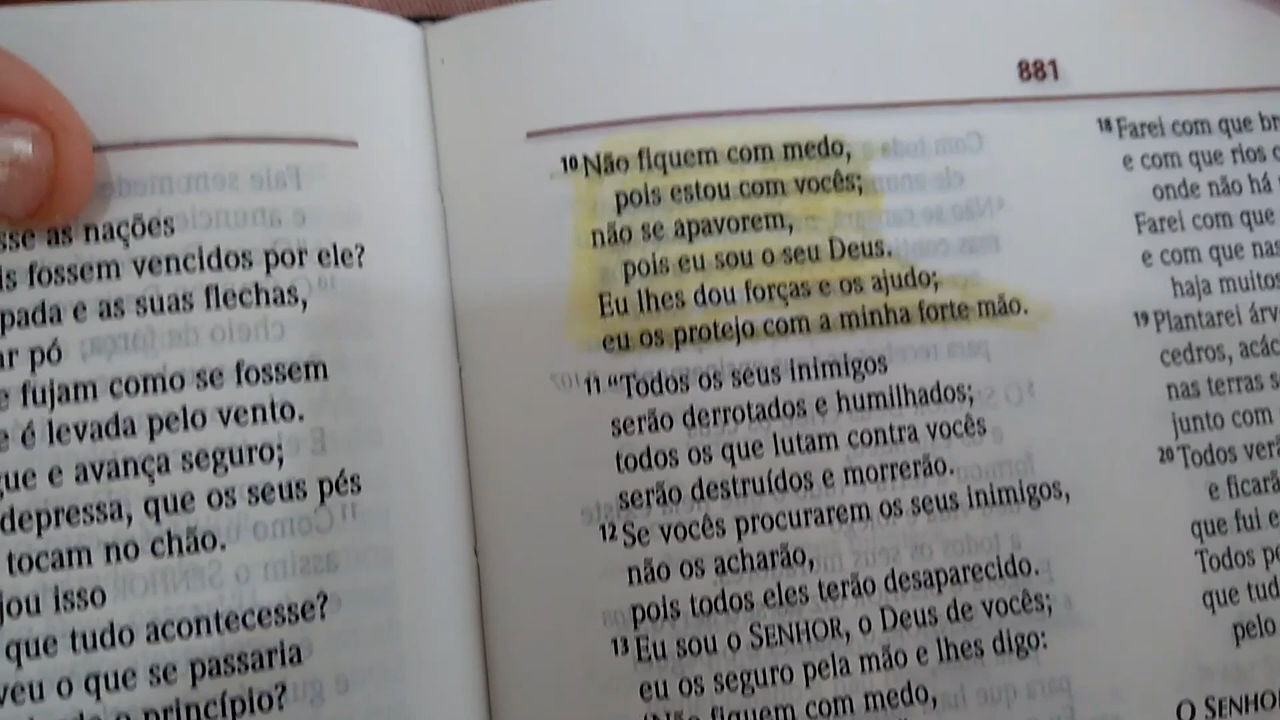 sse as nações
is fossem vencidos por ele?
pada e as suas flechas,
ar pó
e fujam como se fossem
e é levada pelo vento.
gue e avança seguro;
depressa, que os seus pés
tocam no chão.
jou isso
que tudo acontecesse?
veu o que se passaria
o princípio?
881
10 Não fiquem com medo,
pois estou com vocês;
não se apavorem,
pois eu sou o seu Deus.
Eu lhes dou forças e os ajudo;
eu os protejo com a minha forte mão.
11 "Todos os seus inimigos
serão derrotados e humilhados;
todos os que lutam contra vocês
serão destruídos e morrerão.
12 Se vocês procurarem os seus inimigos,
não os acharão,
pois todos eles terão desaparecido.
13 Eu sou o SENHOR, o Deus de vocês;
eu os seguro pela mão e lhes digo:
'Não fiquem com medo,
18 Farei com que br
e com que rios
onde não há
Farei com que
e com que nas
haja muitos
19 Plantarei árv
cedros, acác
nas terras s
junto com
20 Todos verã
e ficarã
que fui e
Todos pe
que tud
pelo
O SENHO